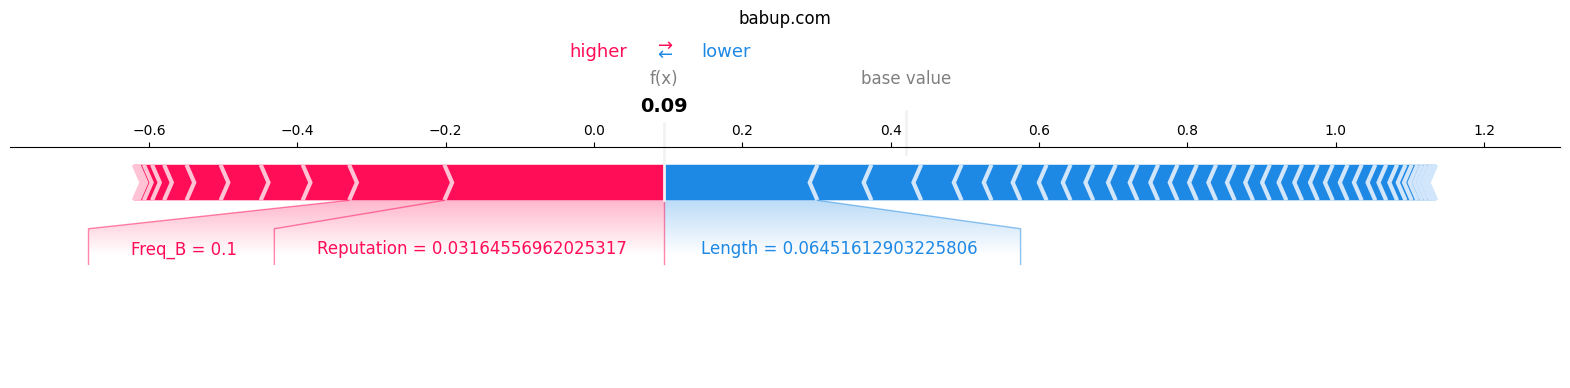 babup.com
higher ⇄ lower
f(x) base value
0.09
−0.6 −0.4 −0.2 0.0 0.2 0.4 0.6 0.8 1.0 1.2
Freq_B = 0.1 Reputation = 0.03164556962025317 Length = 0.06451612903225806